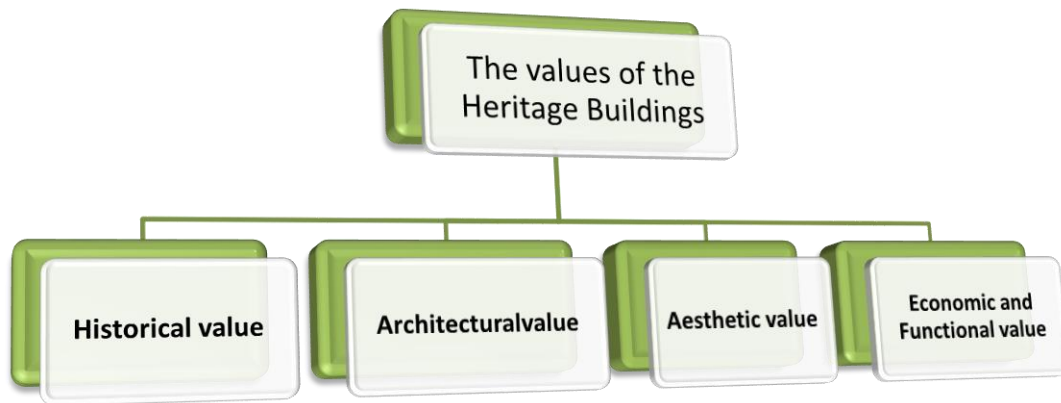 The values of the
Heritage Buildings
Historical value
Architecturalvalue
Aesthetic value
Economic and
Functional value